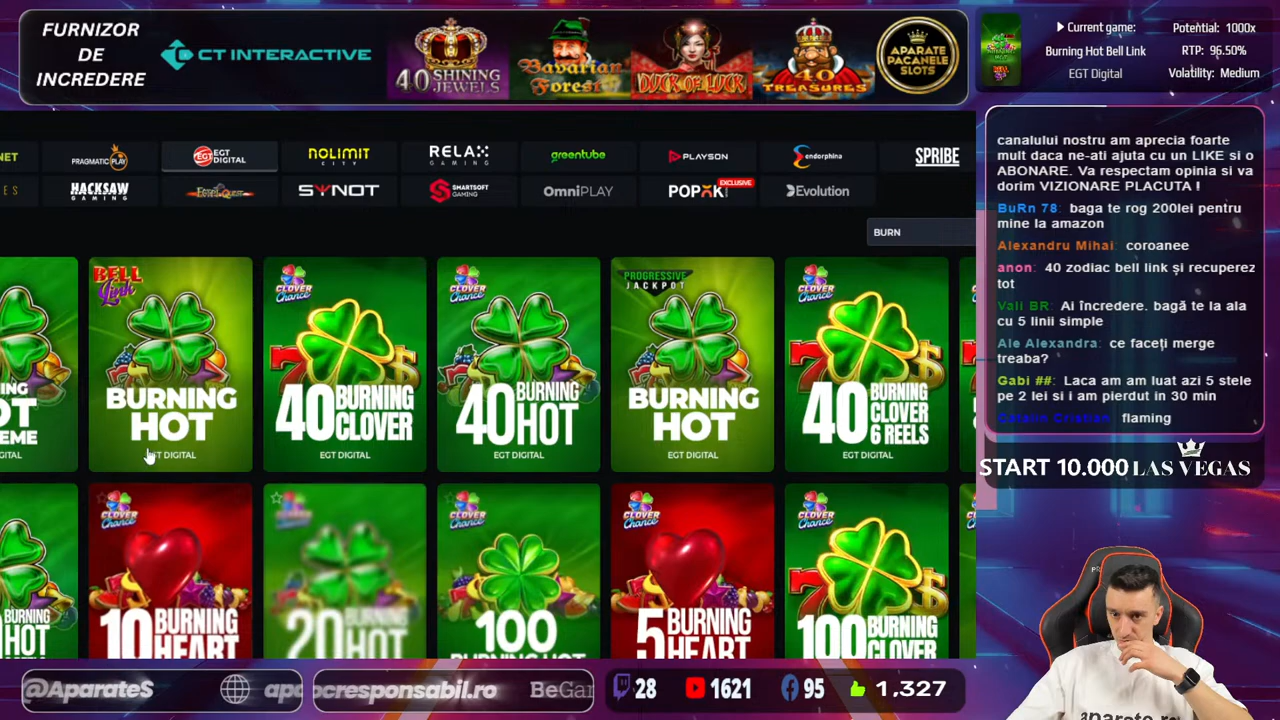 FURNIZOR
DE
INCREDERE
CT INTERACTIVE
40 SHINING
JEWELS
Bavarian
Forest
DUCK OF LUCK
40
TREASURES
APARATE
PACANELE
SLOTS
Current game:
Burning Hot Bell Link
EGT Digital
Potential: 1000x
RTP: 96.50%
Volatility: Medium
NET
PRAGMATIC PLAY
EGT
DIGITAL
NOLIMIT
CITY
RELAX
GAMING
greentube
PLAYSON
endorphina
SPRIBE
ES
HACKSAW
GAMING
SYNOT
SMARTSOFT
GAMING
OmniPLAY
POPOK!
EXCLUSIVE
Evolution
BURN
canalului nostru am aprecia foarte
mult daca ne-ati ajuta cu un LIKE si o
ABONARE. Va respectam opinia si va
dorim VIZIONARE PLACUTA !
BuRn 78: baga te rog 200lei pentru
mine la amazon
Alexandru Mihai: coroanee
anon: 40 zodiac bell link și recuperez
tot
Vali BR: Ai încredere. bagă te la ala
cu 5 linii simple
Ale Alexandra: ce faceți merge
treaba?
Gabi ##: Laca am am luat azi 5 stele
pe 2 lei si i am pierdut in 30 min
Catalin Cristian: flaming
BELL
Link
BURNING
HOT
EGT DIGITAL
CLOVER
Chance
40 BURNING
CLOVER
EGT DIGITAL
CLOVER
Chance
40 BURNING
HOT
EGT DIGITAL
PROGRESSIVE
JACKPOT
BURNING
HOT
EGT DIGITAL
CLOVER
Chance
40 BURNING
CLOVER
6 REELS
EGT DIGITAL
START 10.000 LAS VEGAS
CLOVER
Chance
10 BURNING
HEART
20 BURNING
HOT
CLOVER
Chance
100
BURNING HOT
CLOVER
Chance
5 BURNING
HEART
CLOVER
Chance
100 BURNING
CLOVER
@AparateS
ocresponsabil.ro
BeGam
28
1621
95
1,327